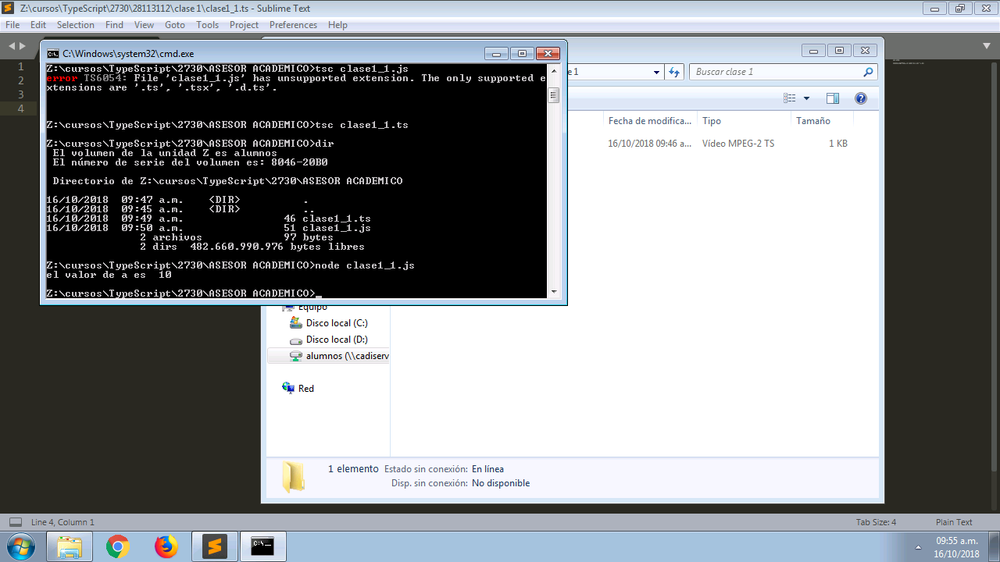 Z:\cursos\TypeScript\2730\28113112\clase 1\clase1_1.ts - Sublime Text
File Edit Selection Find View Goto Tools Project Preferences Help
C:\Windows\system32\cmd.exe
Z:\cursos\TypeScript\2730\ASESOR ACADEMICO>tsc clase1_1.js
error TS6054: File 'clase1_1.js' has unsupported extension. The only supported e
xtensions are '.ts', '.tsx', '.d.ts'.
Z:\cursos\TypeScript\2730\ASESOR ACADEMICO>tsc clase1_1.ts
Z:\cursos\TypeScript\2730\ASESOR ACADEMICO>dir
El volumen de la unidad Z es alumnos
El número de serie del volumen es: 8046-20B0
Directorio de Z:\cursos\TypeScript\2730\ASESOR ACADEMICO
16/10/2018 09:47 a.m. <DIR> .
16/10/2018 09:45 a.m. <DIR> ..
16/10/2018 09:49 a.m. 46 clase1_1.ts
16/10/2018 09:50 a.m. 51 clase1_1.js
2 archivos 97 bytes
2 dirs 482.660.990.976 bytes libres
Z:\cursos\TypeScript\2730\ASESOR ACADEMICO>node clase1_1.js
el valor de a es 10
Z:\cursos\TypeScript\2730\ASESOR ACADEMICO>_
1
2
3
4
e 1
Buscar clase 1
Fecha de modifica... Tipo Tamaño
16/10/2018 09:46 a... Vídeo MPEG-2 TS 1 KB
Equipo
Disco local (C:)
Disco local (D:)
alumnos (\\cadiserv
Red
1 elemento Estado sin conexión: En línea
Disp. sin conexión: No disponible
Line 4, Column 1 Tab Size: 4 Plain Text
C:\_
09:55 a.m.
16/10/2018